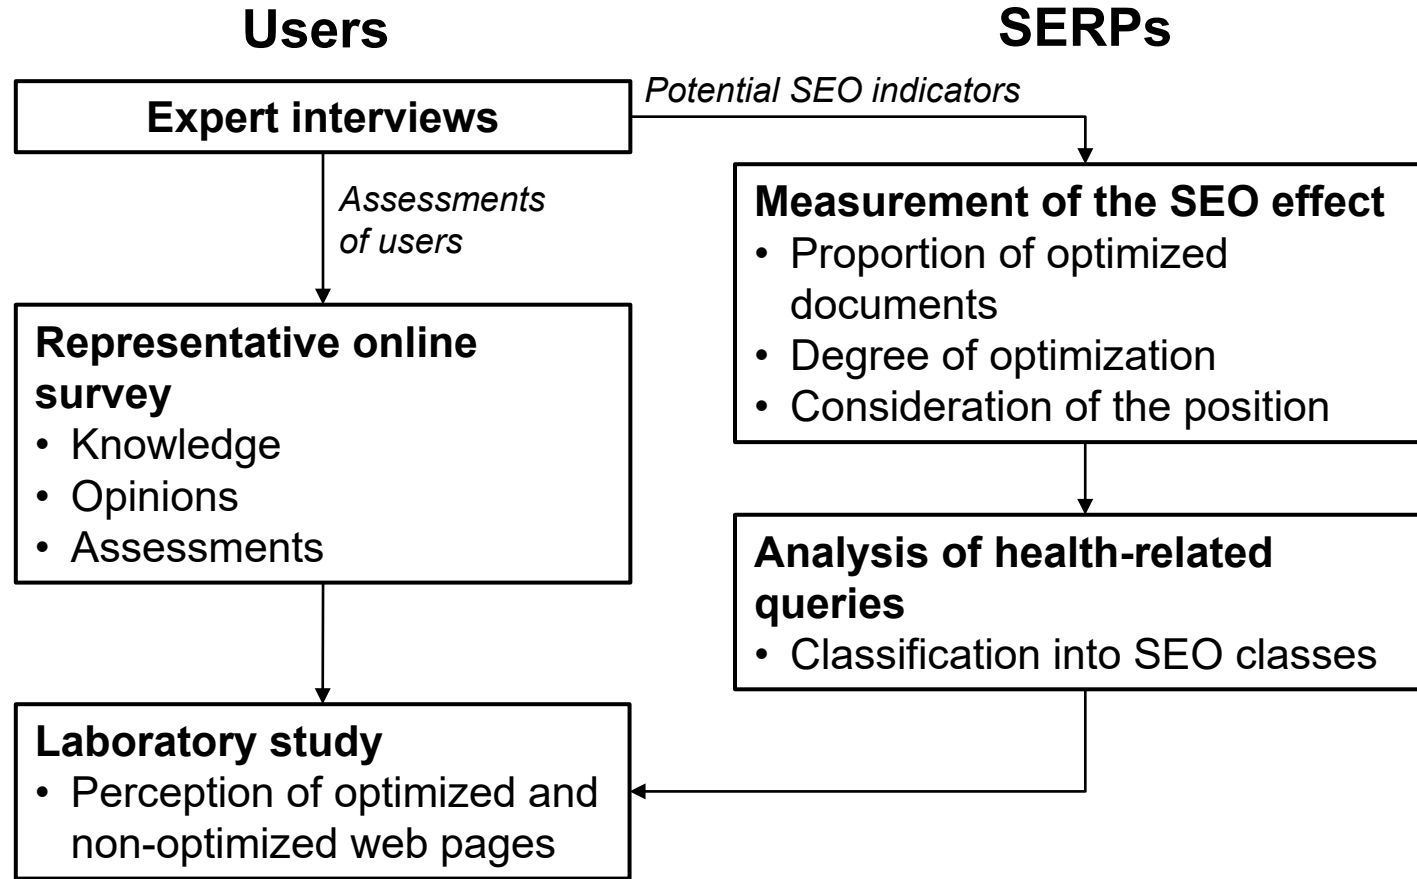 Users
SERPs
Expert interviews
Potential SEO indicators
Assessments
of users
Representative online
survey
• Knowledge
• Opinions
• Assessments
Measurement of the SEO effect
• Proportion of optimized
documents
• Degree of optimization
• Consideration of the position
Analysis of health-related
queries
• Classification into SEO classes
Laboratory study
• Perception of optimized and
non-optimized web pages